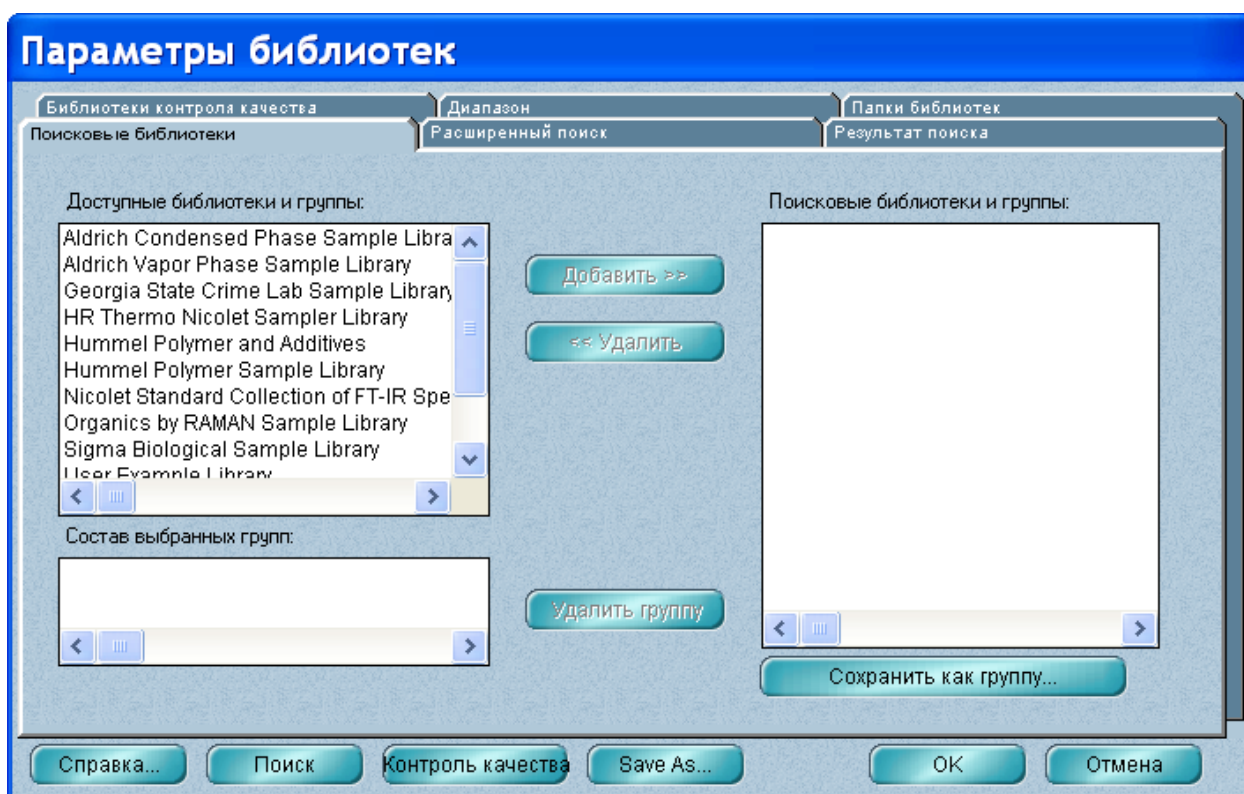 Параметры библиотек
Библиотеки контроля качества
Диапазон
Папки библиотек
Поисковые библиотеки
Расширенный поиск
Результат поиска
Доступные библиотеки и группы:
Aldrich Condensed Phase Sample Libra
Aldrich Vapor Phase Sample Library
Georgia State Crime Lab Sample Library
HR Thermo Nicolet Sampler Library
Hummel Polymer and Additives
Hummel Polymer Sample Library
Nicolet Standard Collection of FT-IR Spe
Organics by RAMAN Sample Library
Sigma Biological Sample Library
User Example Library
Добавить >>
<< Удалить
Поисковые библиотеки и группы:
Состав выбранных групп:
Удалить группу
Сохранить как группу...
Справка...
Поиск
Контроль качества
Save As...
OK
Отмена